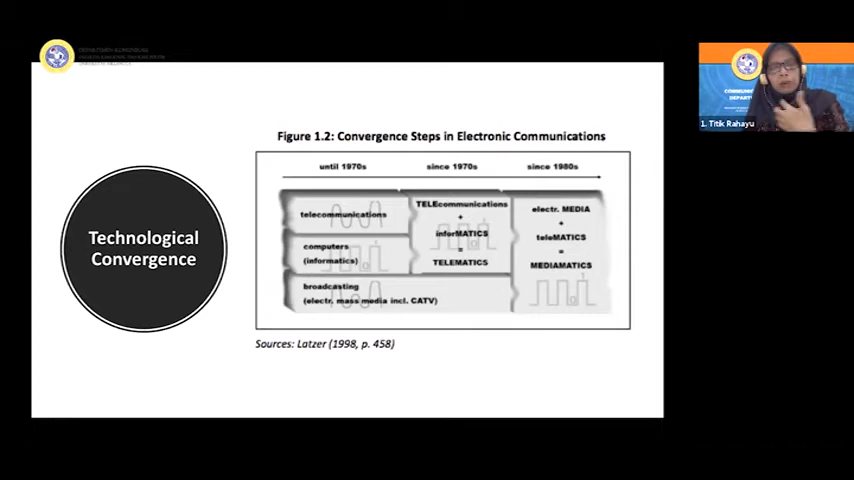 Figure 1.2: Convergence Steps in Electronic Communications
until 1970s
since 1970s
since 1980s
telecommunications
computers
(informatics)
broadcasting
(electr. mass media incl. CATV)
TELEcommunications
+
inforMATICS
=
TELEMATICS
electr. MEDIA
+
teleMATICS
=
MEDIAMATICS
Technological
Convergence
Sources: Latzer (1998, p. 458)
1. Titik Rahayu